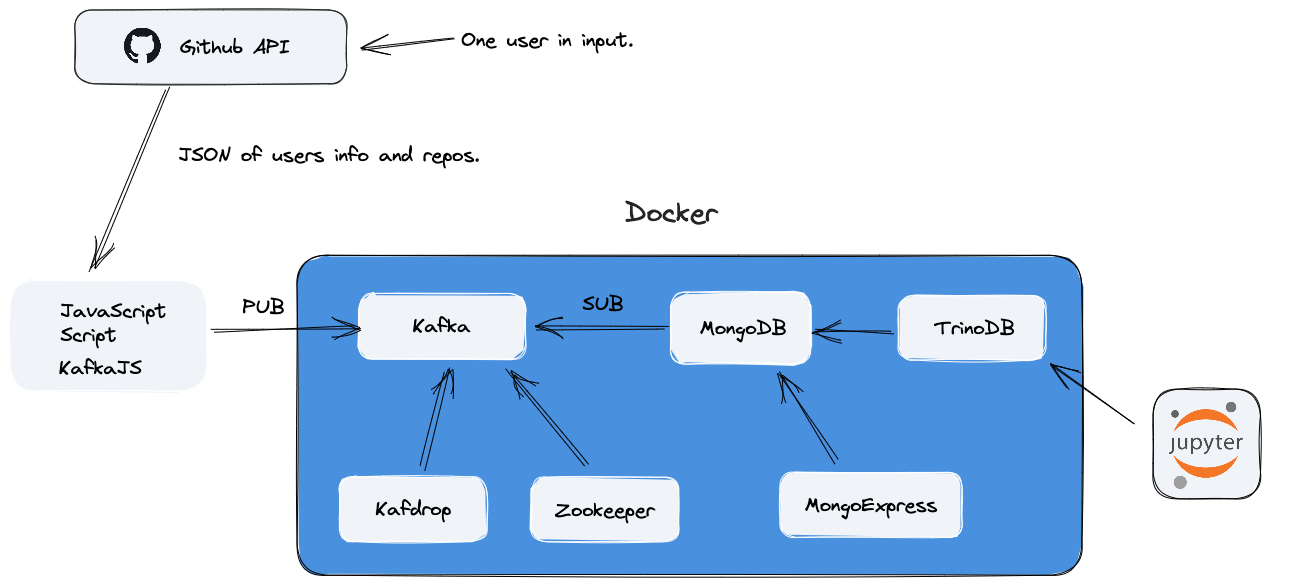 Github API
One user in input.
JSON of users info and repos.
Docker
JavaScript
Script
KafkaJS
PUB
Kafka
SUB
MongoDB
TrinoDB
jupyter
Kafdrop
Zookeeper
MongoExpress